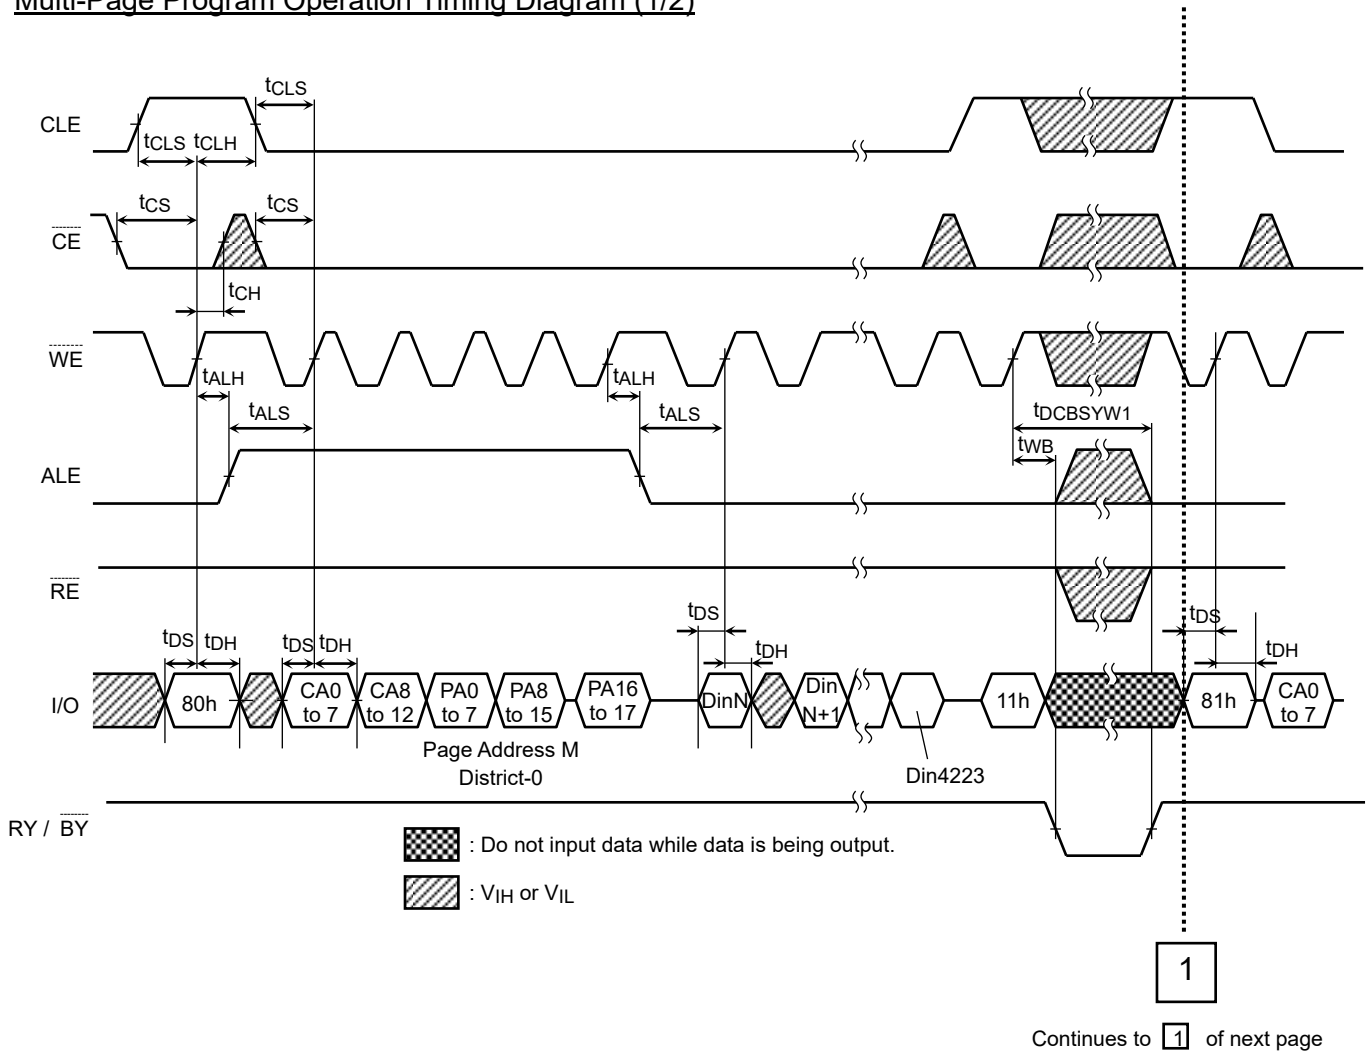 Multi-Page Program Operation Timing Diagram (1/2)
tCLS
CLE
tCLS tCLH
tCS tCS
CE
tCH
WE
tALH tALH
tALS tALS tDCBSYW1
tWB
ALE
RE
tDS tDS
tDS tDH tDS tDH tDH tDH
I/O 80h CA0 to 7 CA8 to 12 PA0 to 7 PA8 to 15 PA16 to 17 DinN Din N+1 11h 81h CA0 to 7
Page Address M
District-0
Din4223
RY / BY
: Do not input data while data is being output.
: VIH or VIL
1
Continues to 1 of next page